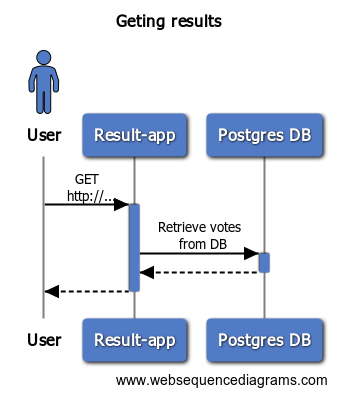 Geting results
User
Result-app
Postgres DB
GET
http://...
Retrieve votes
from DB
User
Result-app
Postgres DB
www.websequencediagrams.com